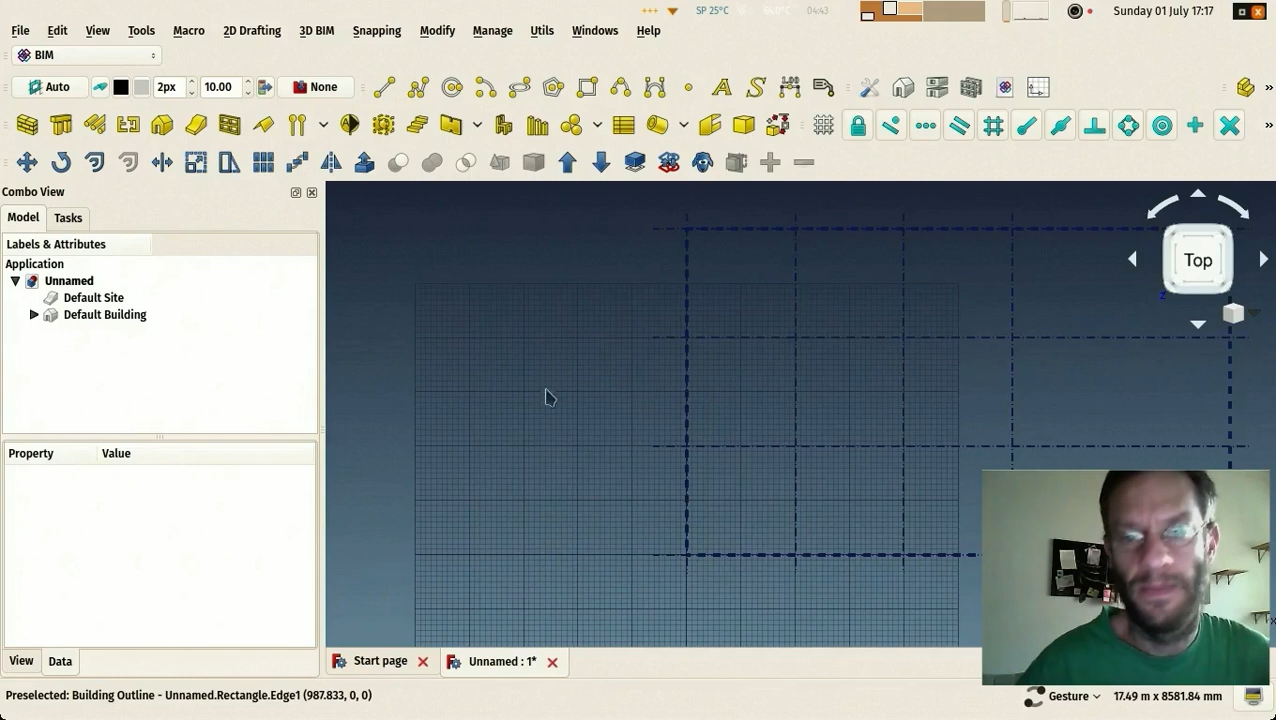 SP 25°C
04:43
Sunday 01 July 17:17
File Edit View Tools Macro 2D Drafting 3D BIM Snapping Modify Manage Utils Windows Help
BIM
Auto 2px 10.00 None
Combo View
Model Tasks
Labels & Attributes
Application
Unnamed
Default Site
Default Building
Top
Z
Property Value
View Data
Start page Unnamed : 1*
Preselected: Building Outline - Unnamed.Rectangle.Edge1 (987.833, 0, 0)
Gesture 17.49 m x 8581.84 mm